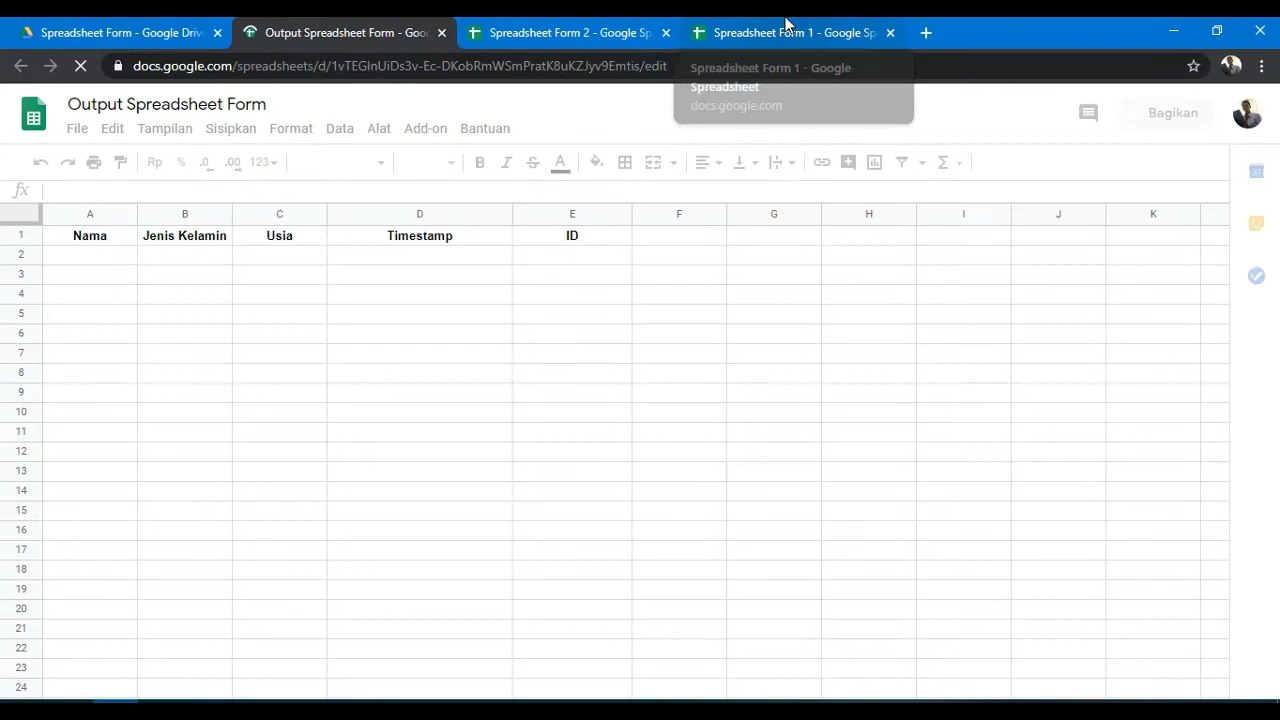 Spreadsheet Form - Google Driv
Output Spreadsheet Form - Goo
Spreadsheet Form 2 - Google Sp
Spreadsheet Form 1 - Google Sp
docs.google.com/spreadsheets/d/1vTEGlnUiDs3v-Ec-DKobRmWSmPratK8uKZJyv9Emtis/edit
Spreadsheet Form 1 - Google
Spreadsheet
docs.google.com
Output Spreadsheet Form
File Edit Tampilan Sisipkan Format Data Alat Add-on Bantuan
Bagikan
Rp % .0 .00 123
fx
A B C D E F G H I J K
1 Nama Jenis Kelamin Usia Timestamp ID
2
3
4
5
6
7
8
9
10
11
12
13
14
15
16
17
18
19
20
21
22
23
24